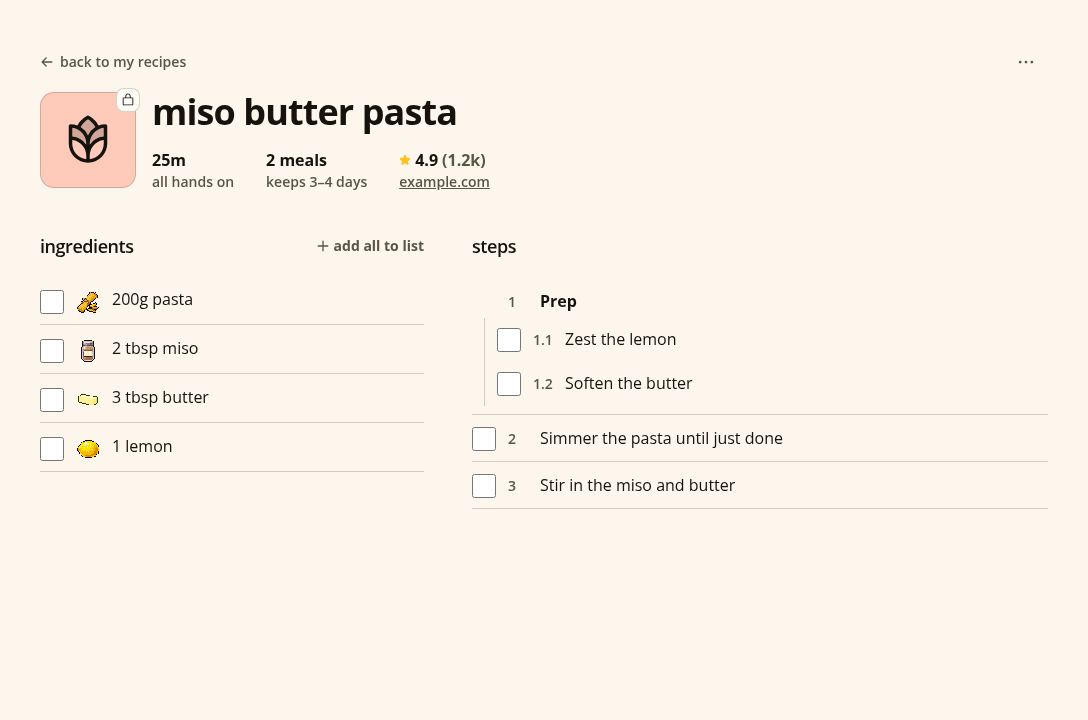 back to my recipes
miso butter pasta
25m
all hands on
2 meals
keeps 3–4 days
4.9 (1.2k)
example.com
ingredients
add all to list
200g pasta
2 tbsp miso
3 tbsp butter
1 lemon
steps
1 Prep
1.1 Zest the lemon
1.2 Soften the butter
2 Simmer the pasta until just done
3 Stir in the miso and butter